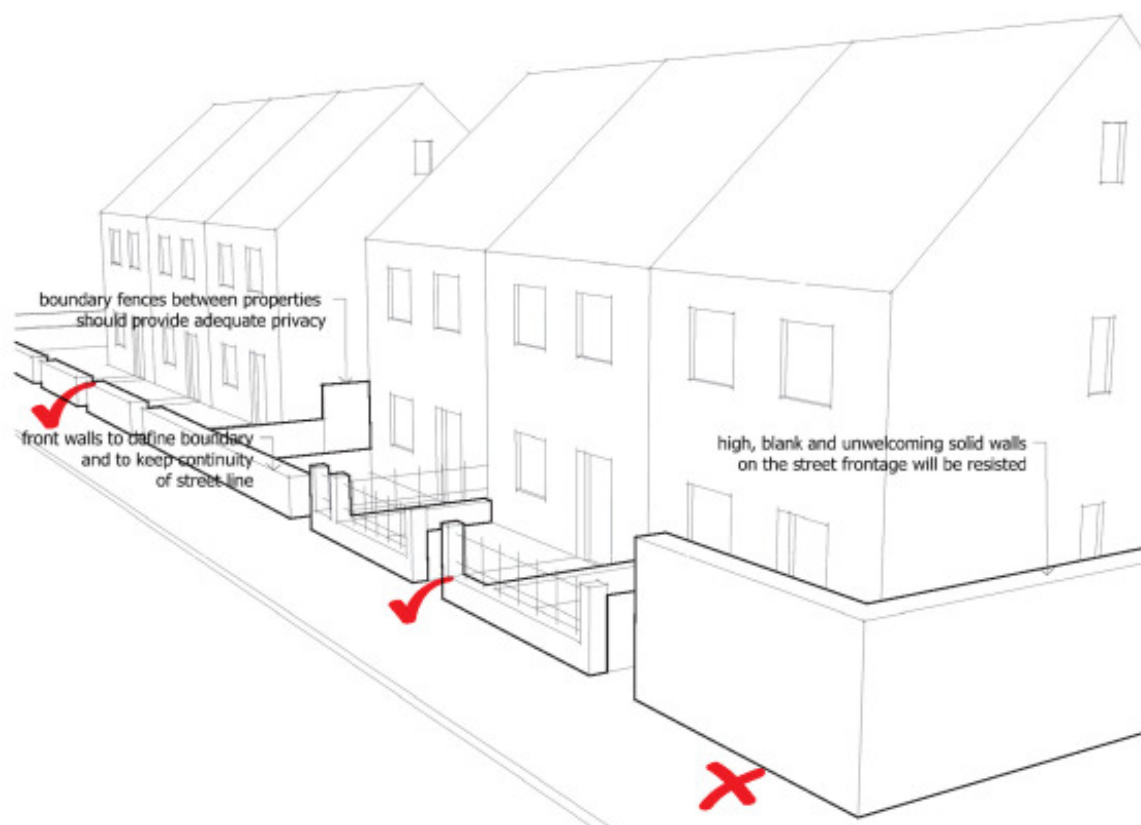 boundary fences between properties
should provide adequate privacy
front walls to dafine boundary
and to keep continuity
of street line
high, blank and unwelcoming solid walls
on the street frontage will be resisted